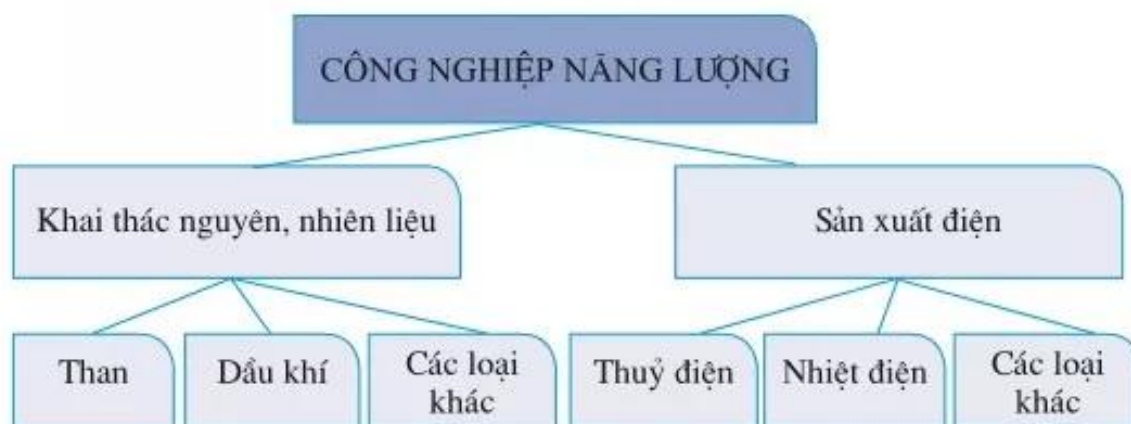 CÔNG NGHIỆP NĂNG LƯỢNG
Khai thác nguyên, nhiên liệu
Sản xuất điện
Than
Dầu khí
Các loại
khác
Thuỷ điện
Nhiệt điện
Các loại
khác